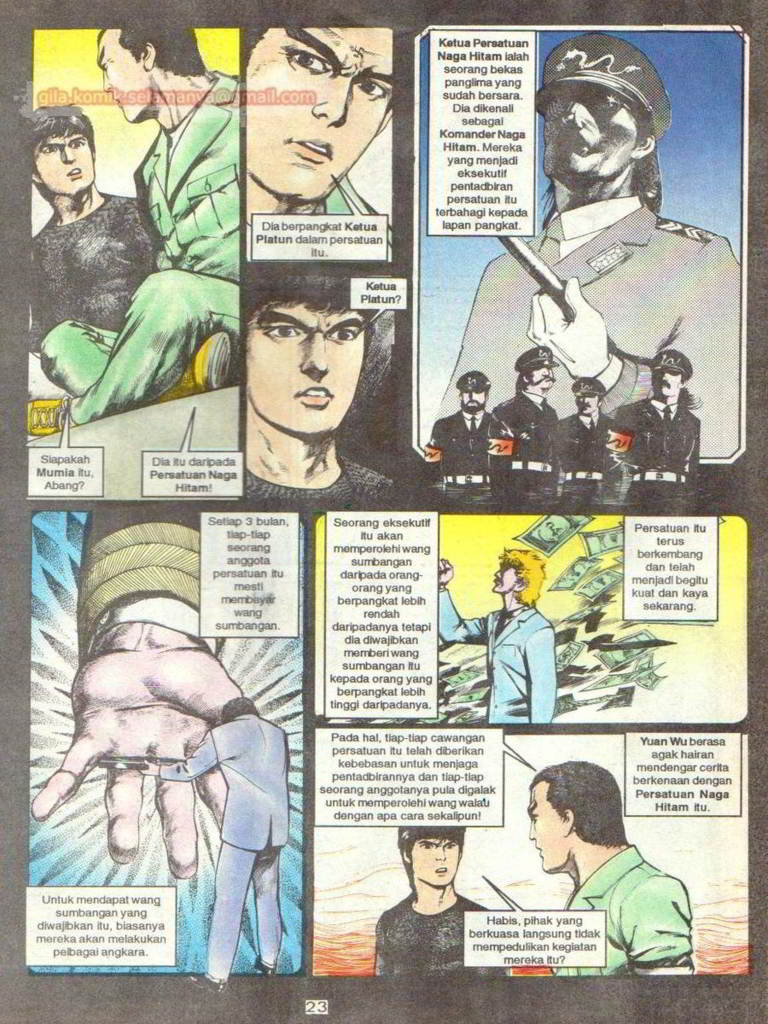 gila.komik.selamanya@gmail.com
Siapakah
Mumia itu,
Abang?
Dia itu daripada
Persatuan Naga
Hitam!
Dia berpangkat Ketua
Platun dalam persatuan
itu.
Ketua
Platun?
Ketua Persatuan
Naga Hitam ialah
seorang bekas
panglima yang
sudah bersara.
Dia dikenali
sebagai
Komander Naga
Hitam. Mereka
yang menjadi
eksekutif
pentadbiran
persatuan itu
terbahagi kepada
lapan pangkat.
Setiap 3 bulan,
tiap-tiap
seorang
anggota
persatuan itu
mesti
membayar
wang
sumbangan.
Untuk mendapat wang
sumbangan yang
diwajibkan itu, biasanya
mereka akan melakukan
pelbagai angkara.
Seorang eksekutif
itu akan
memperolehi wang
sumbangan
daripada orang-
orang yang
berpangkat lebih
rendah
daripadanya tetapi
dia diwajibkan
memberi wang
sumbangan itu
kepada orang yang
berpangkat lebih
tinggi daripadanya.
Persatuan itu
terus
berkembang
dan telah
menjadi begitu
kuat dan kaya
sekarang.
Pada hal, tiap-tiap cawangan
persatuan itu telah diberikan
kebebasan untuk menjaga
pentadbirannya dan tiap-tiap
seorang anggotanya pula digalak
untuk memperolehi wang walau
dengan apa cara sekalipun!
Yuan Wu berasa
agak hairan
mendengar cerita
berkenaan dengan
Persatuan Naga
Hitam itu.
Habis, pihak yang
berkuasa langsung tidak
mempedulikan kegiatan
mereka itu?
23